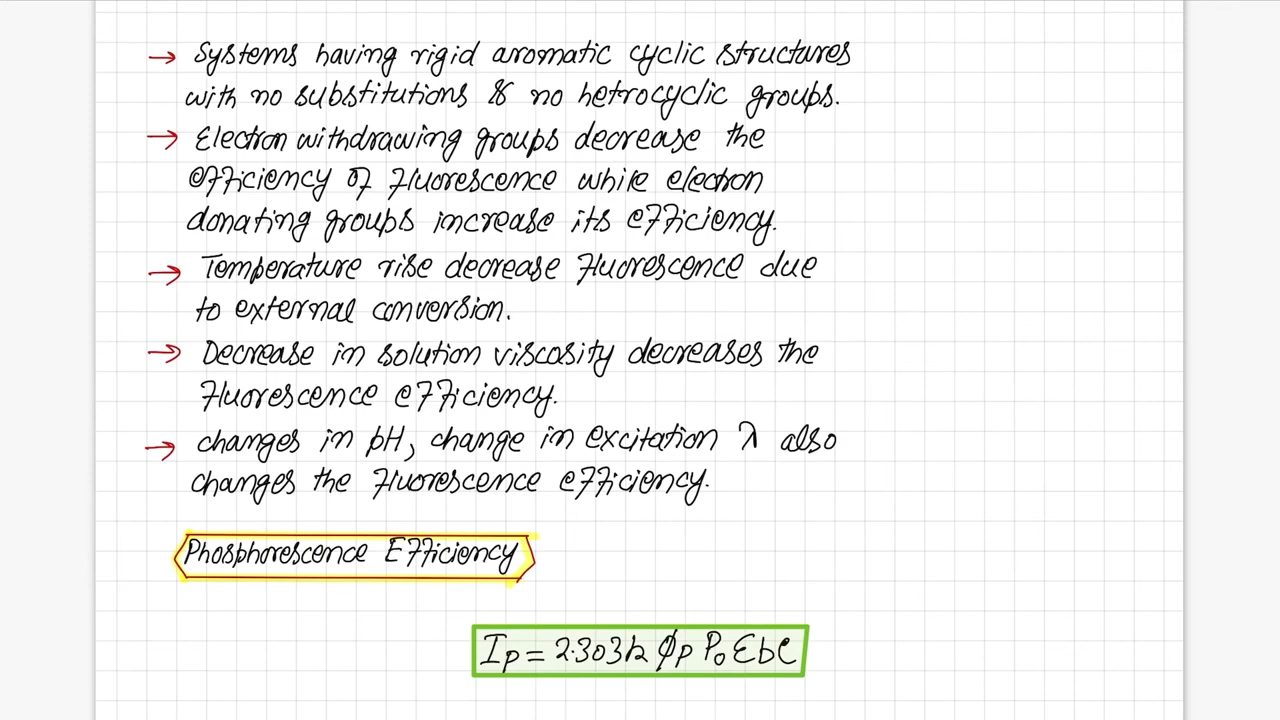 → Systems having rigid aromatic cyclic structures
with no substitutions & no hetrocyclic groups.
→ Electron withdrawing groups decrease the
efficiency of fluorescence while electron
donating groups increase its efficiency.
→ Temperature rise decrease fluorescence due
to external conversion.
→ Decrease in solution viscosity decreases the
fluorescence efficiency.
→ changes in pH, change in excitation λ also
changes the fluorescence efficiency.
Phosphorescence Efficiency
Ip = 2.303k ϕp P₀ Ɛbc